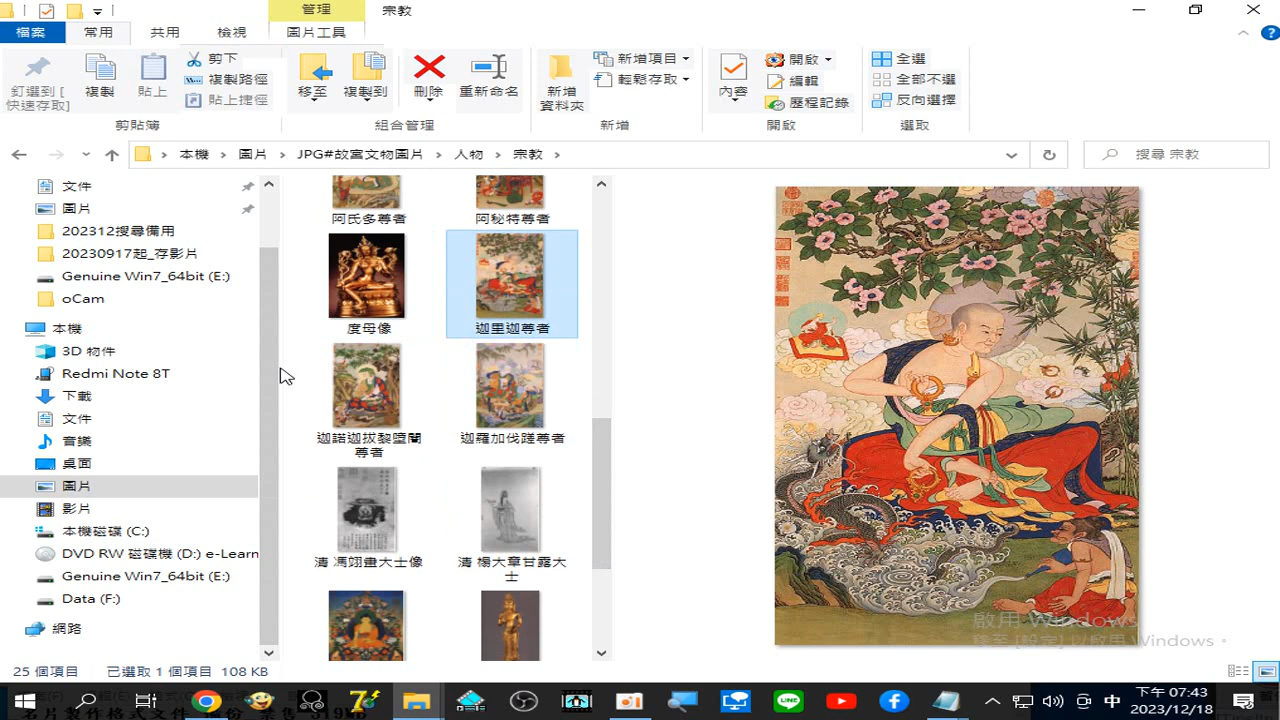 管理
宗教
檔案
常用
共用
檢視
圖片工具
釘選到 [
快速存取]
複製
貼上
剪下
複製路徑
貼上捷徑
剪貼簿
移至
複製到
刪除
重新命名
組合管理
新增
資料夾
新增項目
輕鬆存取
新增
內容
開啟
編輯
歷程記錄
開啟
全選
全部不選
反向選擇
選取
本機 › 圖片 › JPG#故宮文物圖片 › 人物 › 宗教 ›
搜尋 宗教
文件
圖片
202312搜尋備用
20230917起_存影片
Genuine Win7_64bit (E:)
oCam
本機
3D 物件
Redmi Note 8T
下載
文件
音樂
桌面
圖片
影片
本機磁碟 (C:)
DVD RW 磁碟機 (D:) e-Learn
Genuine Win7_64bit (E:)
Data (F:)
網路
阿氏多尊者
阿秘特尊者
度母像
迦里迦尊者
迦諾迦拔黎墮闍
尊者
迦羅加伐蹉尊者
清 馮翊畫大士像
清 楊大章甘露大
士
啟用 Windows
移至 [設定] 以啟用 Windows。
25 個項目
已選取 1 個項目 108 KB
中
下午 07:43
2023/12/18